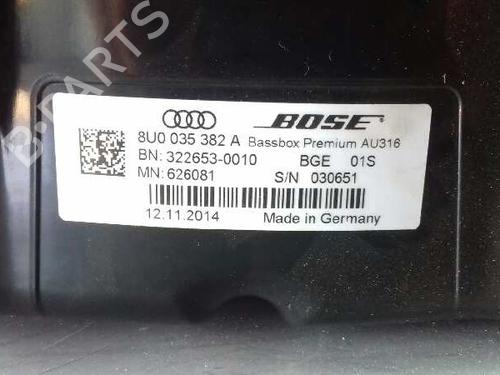 BOSE
8U0 035 382 A Bassbox Premium AU316
BN: 322653-0010 BGE 01S
MN: 626081 S/N 030651
12.11.2014 Made in Germany
B-PARTS